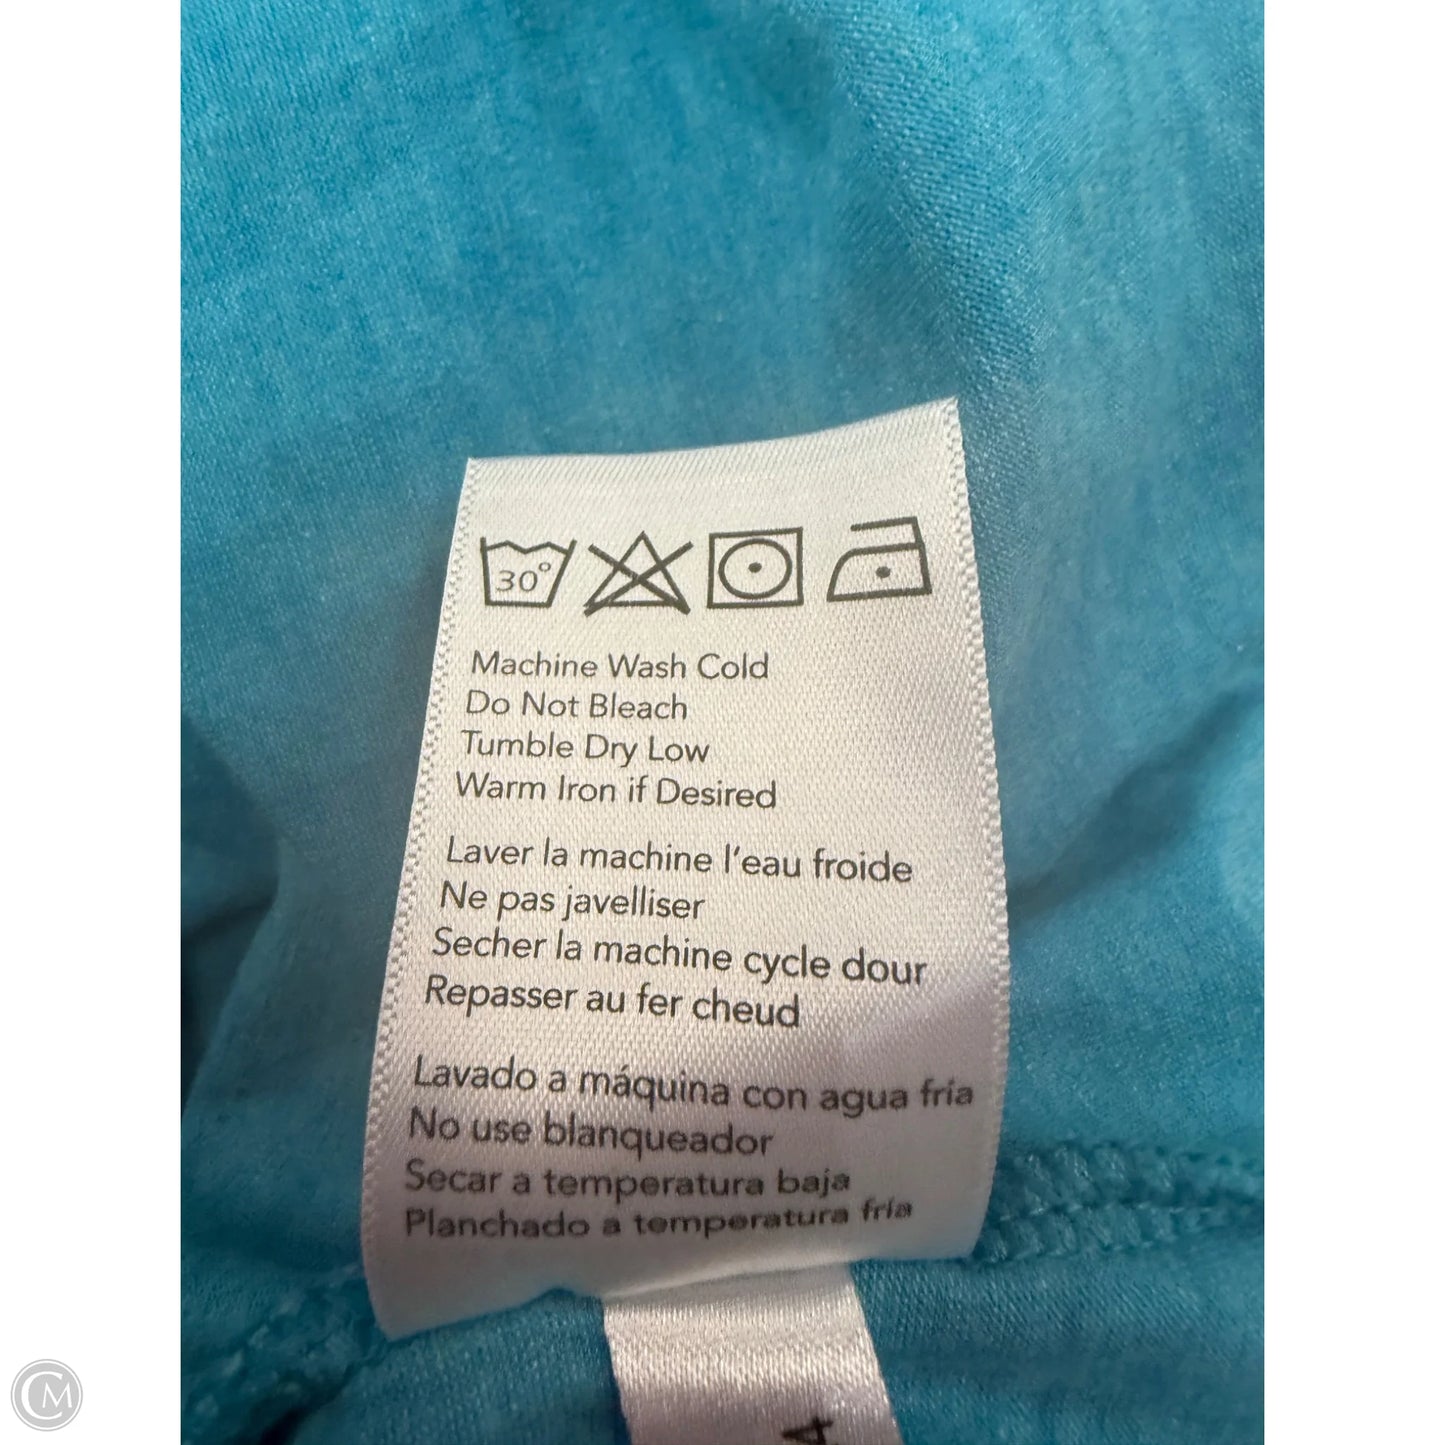 30°
Machine Wash Cold
Do Not Bleach
Tumble Dry Low
Warm Iron if Desired
Laver la machine l'eau froide
Ne pas javelliser
Secher la machine cycle dour
Repasser au fer cheud
Lavado a máquina con agua fría
No use blanqueador
Secar a temperatura baja
Planchado a temperatura fría
4
CM